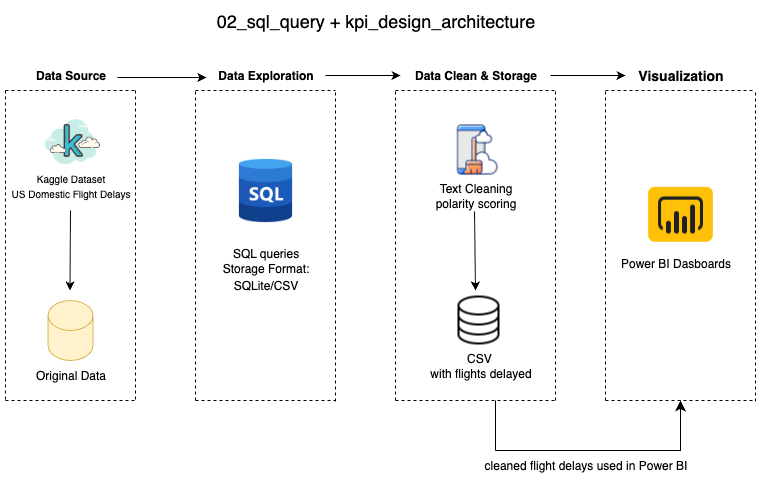 02_sql_query + kpi_design_architecture
Data Source
Data Exploration
Data Clean & Storage
Visualization
k
Kaggle Dataset
US Domestic Flight Delays
Original Data
SQL
SQL queries
Storage Format:
SQLite/CSV
Text Cleaning
polarity scoring
CSV
with flights delayed
Power BI Dasboards
cleaned flight delays used in Power BI